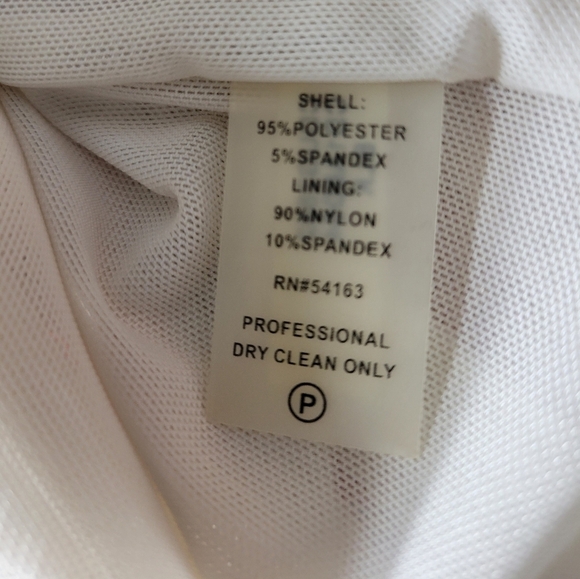 SHELL:
95%POLYESTER
5%SPANDEX
LINING:
90%NYLON
10%SPANDEX
RN#54163
PROFESSIONAL
DRY CLEAN ONLY
P